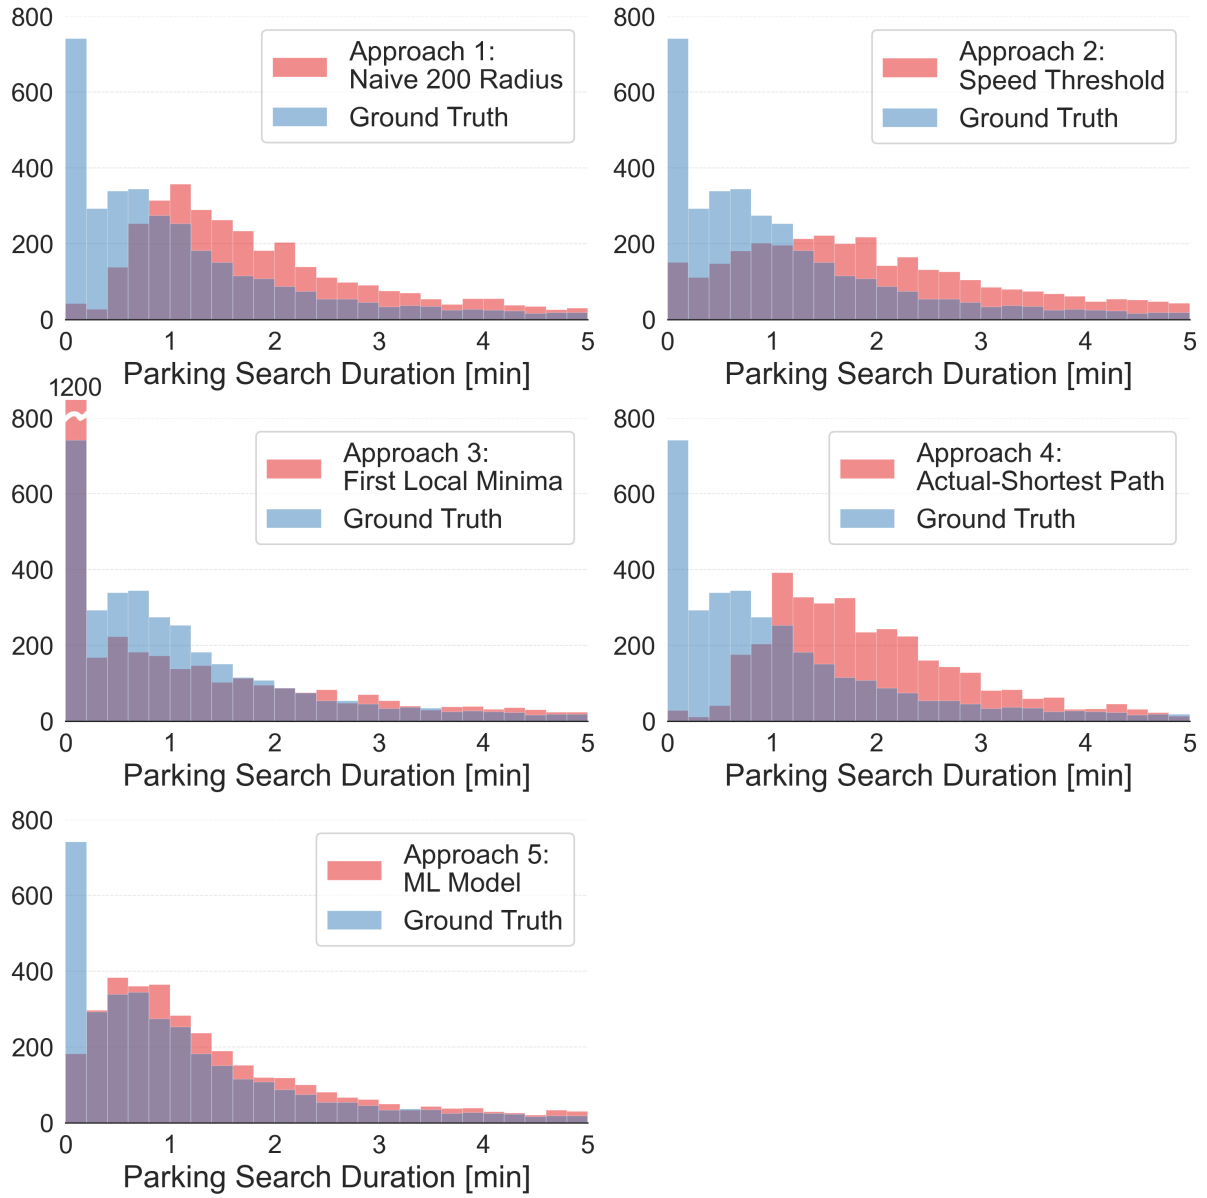 800
600
400
200
0
Approach 1:
Naive 200 Radius
Ground Truth
0 1 2 3 4 5
Parking Search Duration [min]
800
600
400
200
0
Approach 2:
Speed Threshold
Ground Truth
0 1 2 3 4 5
Parking Search Duration [min]
1200
800
600
400
200
0
Approach 3:
First Local Minima
Ground Truth
0 1 2 3 4 5
Parking Search Duration [min]
800
600
400
200
0
Approach 4:
Actual-Shortest Path
Ground Truth
0 1 2 3 4 5
Parking Search Duration [min]
800
600
400
200
0
Approach 5:
ML Model
Ground Truth
0 1 2 3 4 5
Parking Search Duration [min]